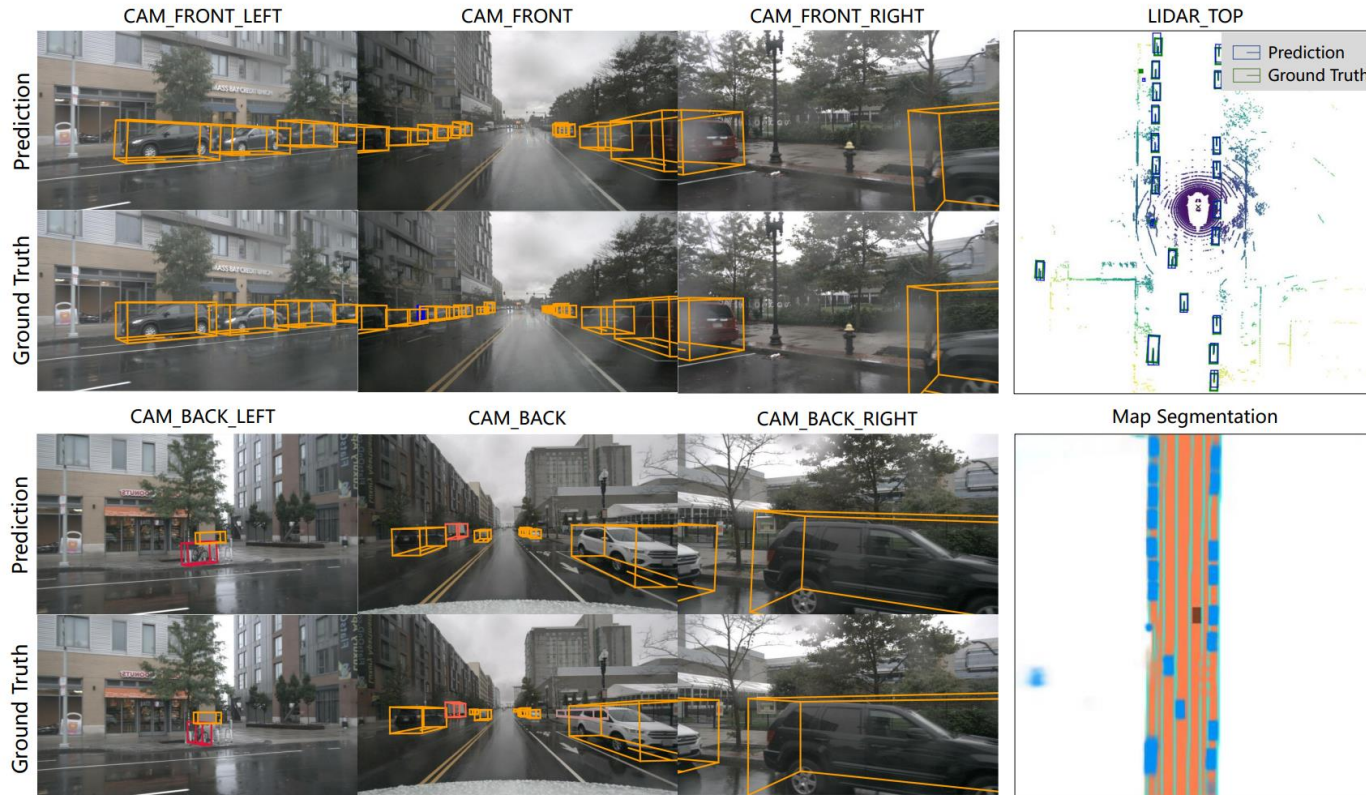 CAM_FRONT_LEFT
CAM_FRONT
CAM_FRONT_RIGHT
LIDAR_TOP
Prediction
Prediction
Ground Truth
Ground Truth
CAM_BACK_LEFT
CAM_BACK
CAM_BACK_RIGHT
Map Segmentation
Prediction
Ground Truth